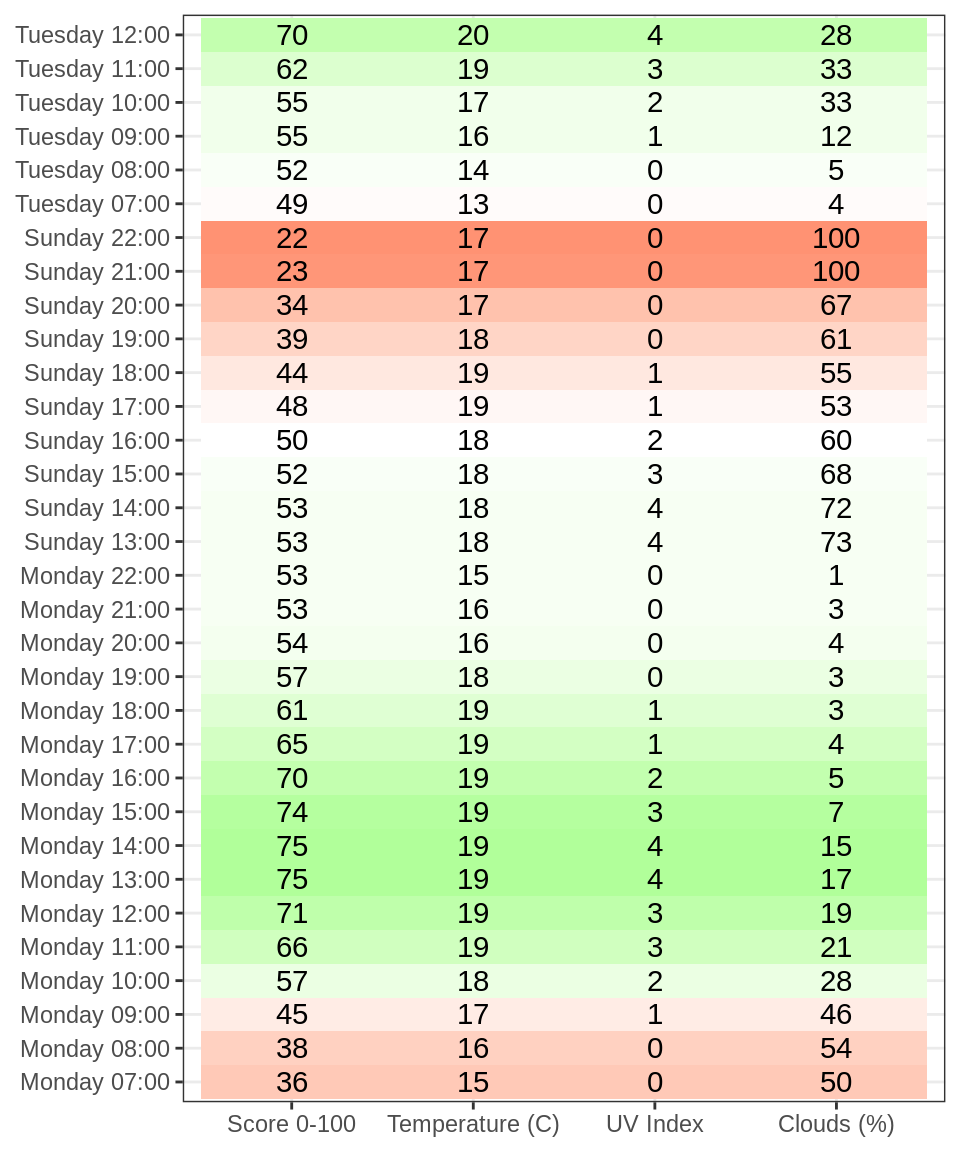 Tuesday 12:00 70 20 4 28
Tuesday 11:00 62 19 3 33
Tuesday 10:00 55 17 2 33
Tuesday 09:00 55 16 1 12
Tuesday 08:00 52 14 0 5
Tuesday 07:00 49 13 0 4
Sunday 22:00 22 17 0 100
Sunday 21:00 23 17 0 100
Sunday 20:00 34 17 0 67
Sunday 19:00 39 18 0 61
Sunday 18:00 44 19 1 55
Sunday 17:00 48 19 1 53
Sunday 16:00 50 18 2 60
Sunday 15:00 52 18 3 68
Sunday 14:00 53 18 4 72
Sunday 13:00 53 18 4 73
Monday 22:00 53 15 0 1
Monday 21:00 53 16 0 3
Monday 20:00 54 16 0 4
Monday 19:00 57 18 0 3
Monday 18:00 61 19 1 3
Monday 17:00 65 19 1 4
Monday 16:00 70 19 2 5
Monday 15:00 74 19 3 7
Monday 14:00 75 19 4 15
Monday 13:00 75 19 4 17
Monday 12:00 71 19 3 19
Monday 11:00 66 19 3 21
Monday 10:00 57 18 2 28
Monday 09:00 45 17 1 46
Monday 08:00 38 16 0 54
Monday 07:00 36 15 0 50
Score 0-100 Temperature (C) UV Index Clouds (%)